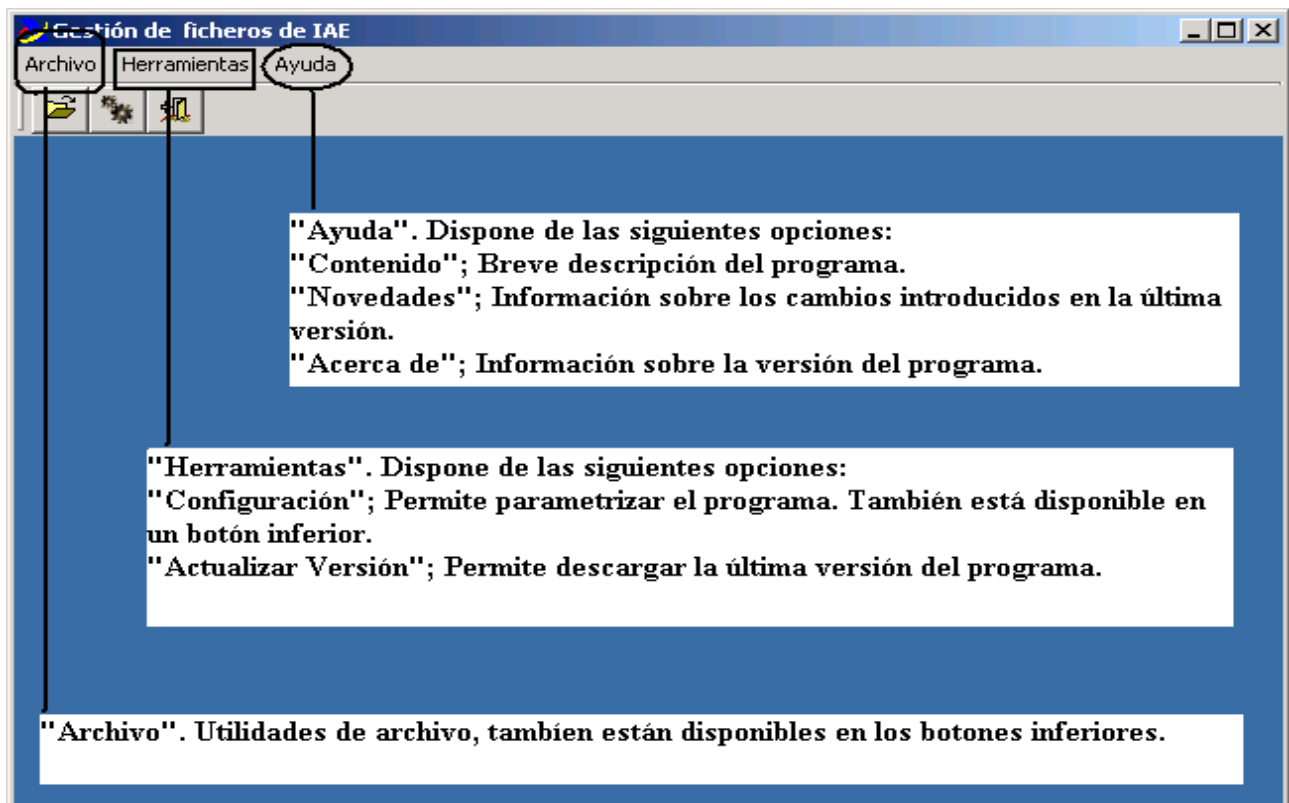 Gestión de ficheros de IAE
Archivo Herramientas Ayuda
"Ayuda". Dispone de las siguientes opciones:
"Contenido"; Breve descripción del programa.
"Novedades"; Información sobre los cambios introducidos en la última
versión.
"Acerca de"; Información sobre la versión del programa.
"Herramientas". Dispone de las siguientes opciones:
"Configuración"; Permite parametrizar el programa. También está disponible en
un botón inferior.
"Actualizar Versión"; Permite descargar la última versión del programa.
"Archivo". Utilidades de archivo, tambíen están disponibles en los botones inferiores.